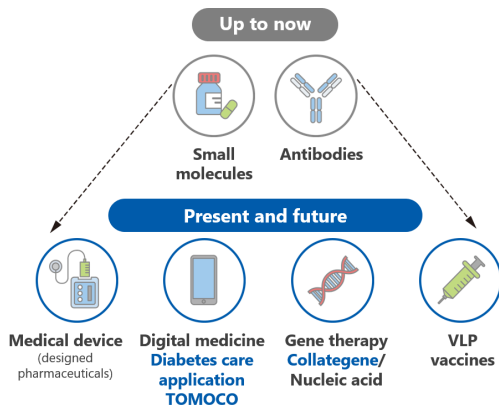 Up to now
Small
molecules
Antibodies
Present and future
Medical device
(designed
pharmaceuticals)
Digital medicine
Diabetes care
application
TOMOCO
Gene therapy
Collategene/
Nucleic acid
VLP
vaccines